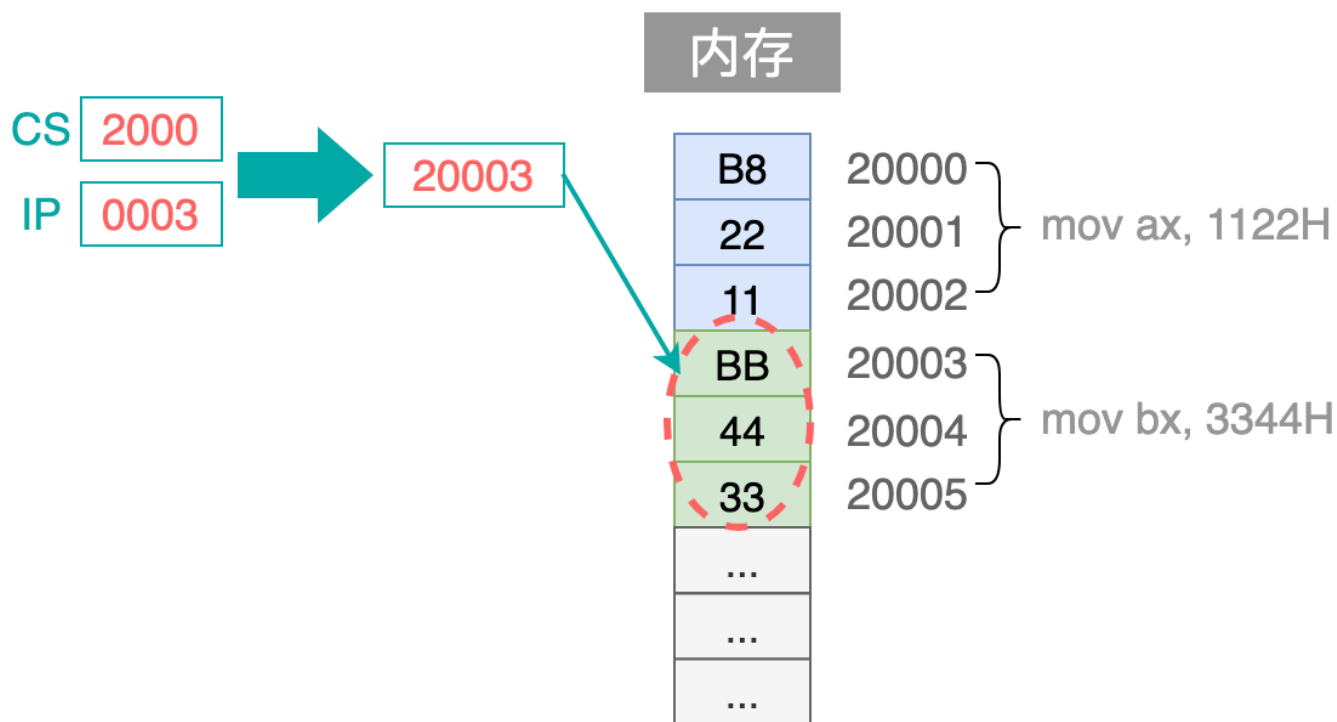 内存
CS 2000
IP 0003
20003
B8 20000
22 20001
11 20002
mov ax, 1122H
BB 20003
44 20004
33 20005
mov bx, 3344H
...
...
...